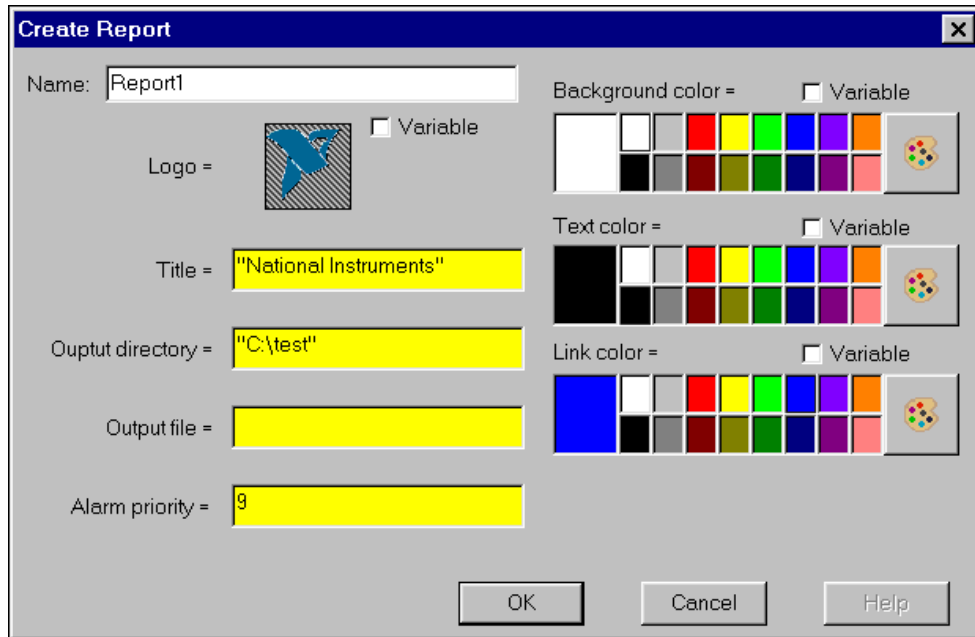 Create Report
Name: Report1
Variable
Logo =
Title = "National Instruments"
Ouptut directory = "C:\test"
Output file =
Alarm priority = 9
Background color = Variable
Text color = Variable
Link color = Variable
OK Cancel Help